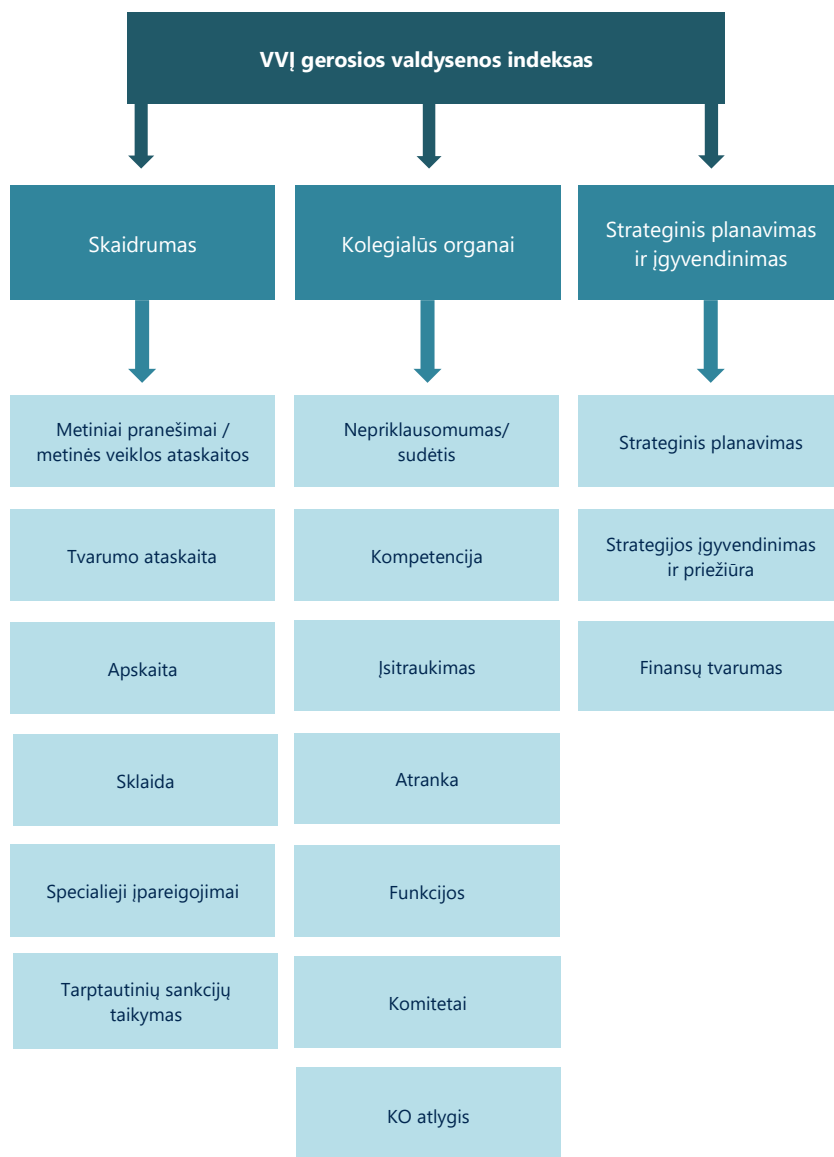 VVĮ gerosios valdysenos indeksas
Skaidrumas
Metiniai pranešimai /
metinės veiklos ataskaitos
Tvarumo ataskaita
Apskaita
Sklaida
Specialieji įpareigojimai
Tarptautinių sankcijų
taikymas
Kolegialūs organai
Nepriklausomumas/
sudėtis
Kompetencija
Įsitraukimas
Atranka
Funkcijos
Komitetai
KO atlygis
Strateginis planavimas
ir įgyvendinimas
Strateginis planavimas
Strategijos įgyvendinimas
ir priežiūra
Finansų tvarumas